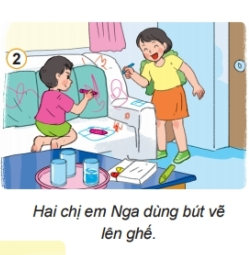 2
Hai chị em Nga dùng bút vẽ
lên ghế.